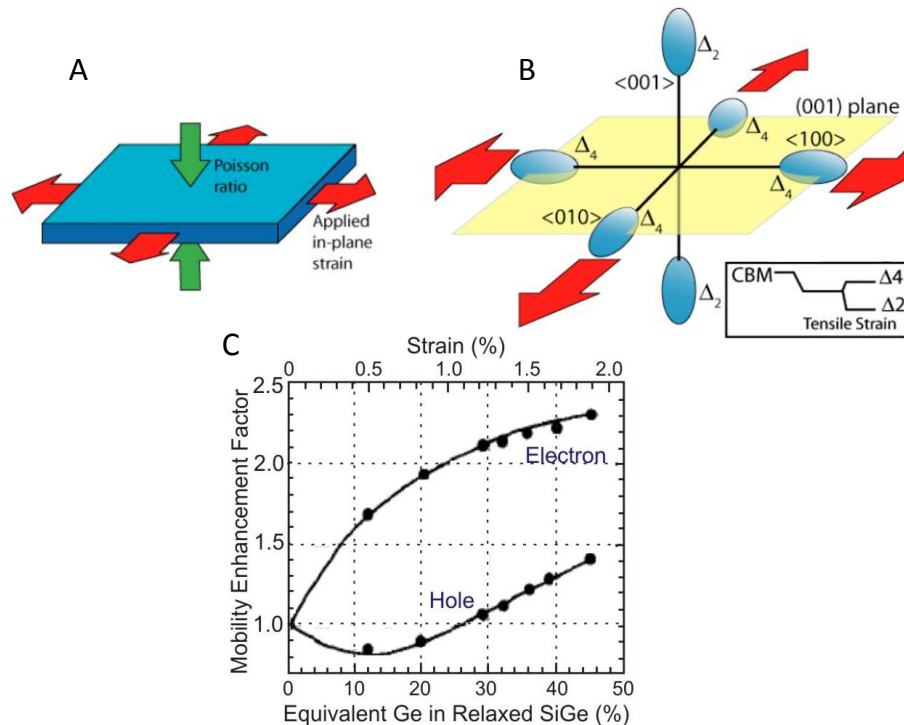 A
Poisson
ratio
Applied
in-plane
strain
B
Δ2
<001>
(001) plane
Δ4
<100>
Δ4
Δ4
<010>
Δ4
Δ2
CBM
Δ4
Δ2
Tensile Strain
C
Strain (%)
0 0.5 1.0 1.5 2.0
Mobility Enhancement Factor
2.5
2.0
1.5
1.0
Electron
Hole
0 10 20 30 40 50
Equivalent Ge in Relaxed SiGe (%)